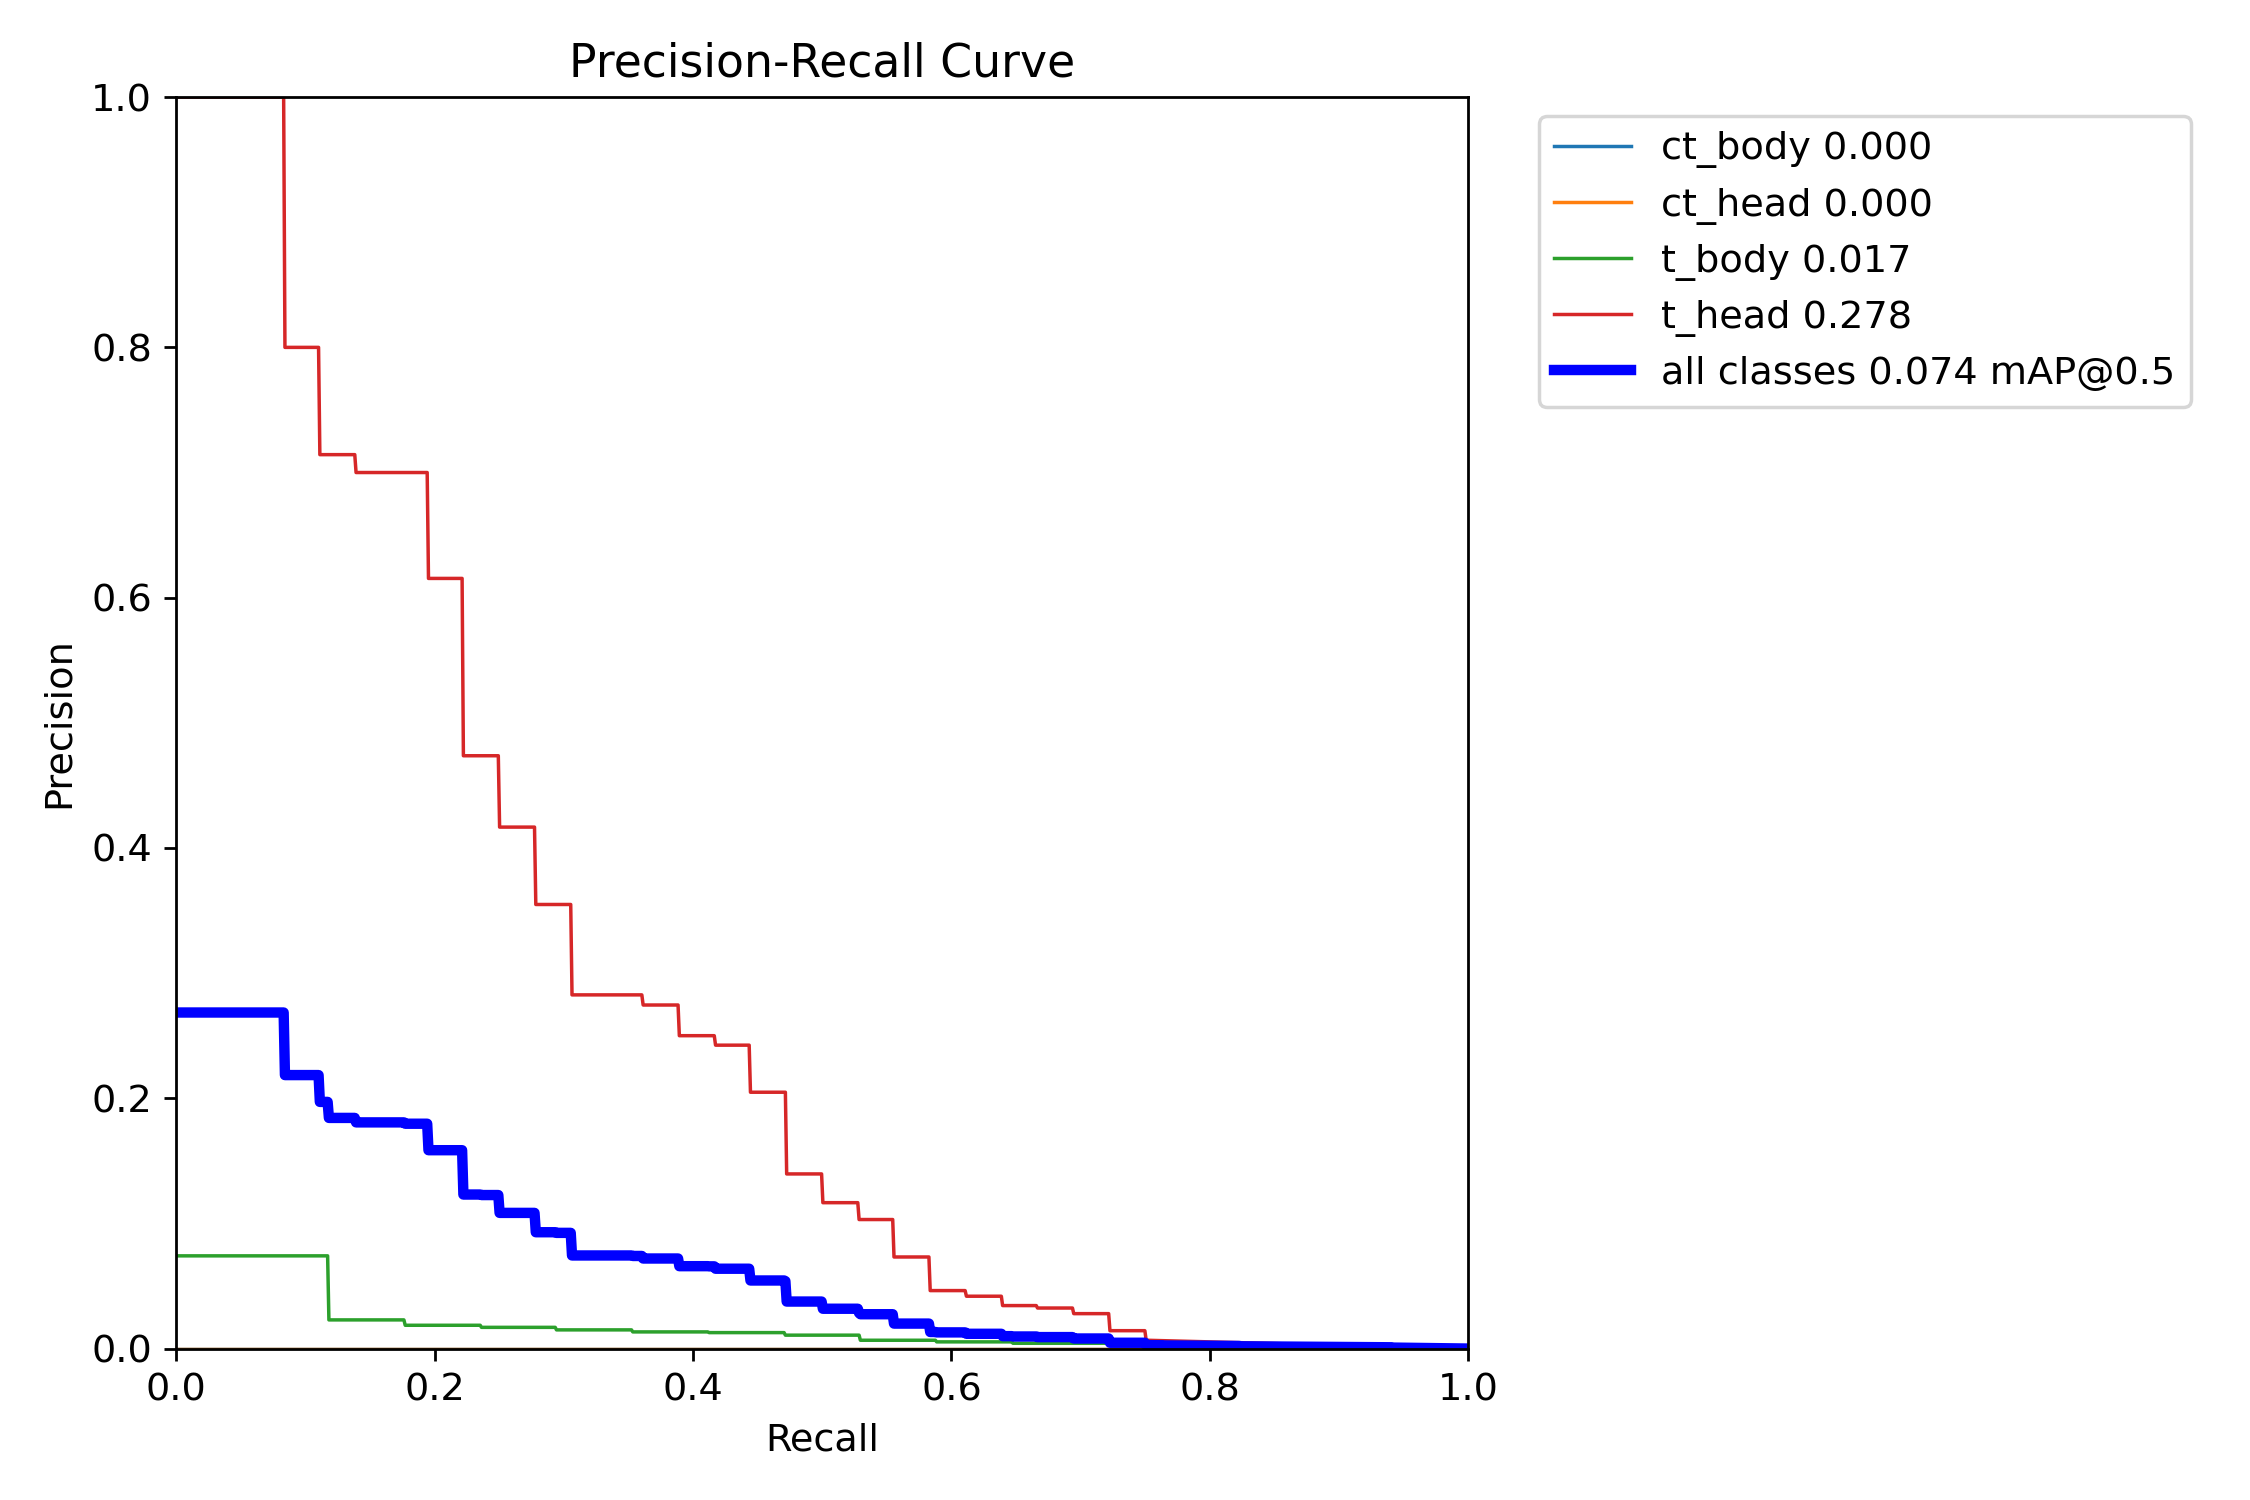 Precision-Recall Curve
1.0
0.8
0.6
0.4
0.2
0.0
Precision
0.0 0.2 0.4 0.6 0.8 1.0
Recall
ct_body 0.000
ct_head 0.000
t_body 0.017
t_head 0.278
all classes 0.074 mAP@0.5